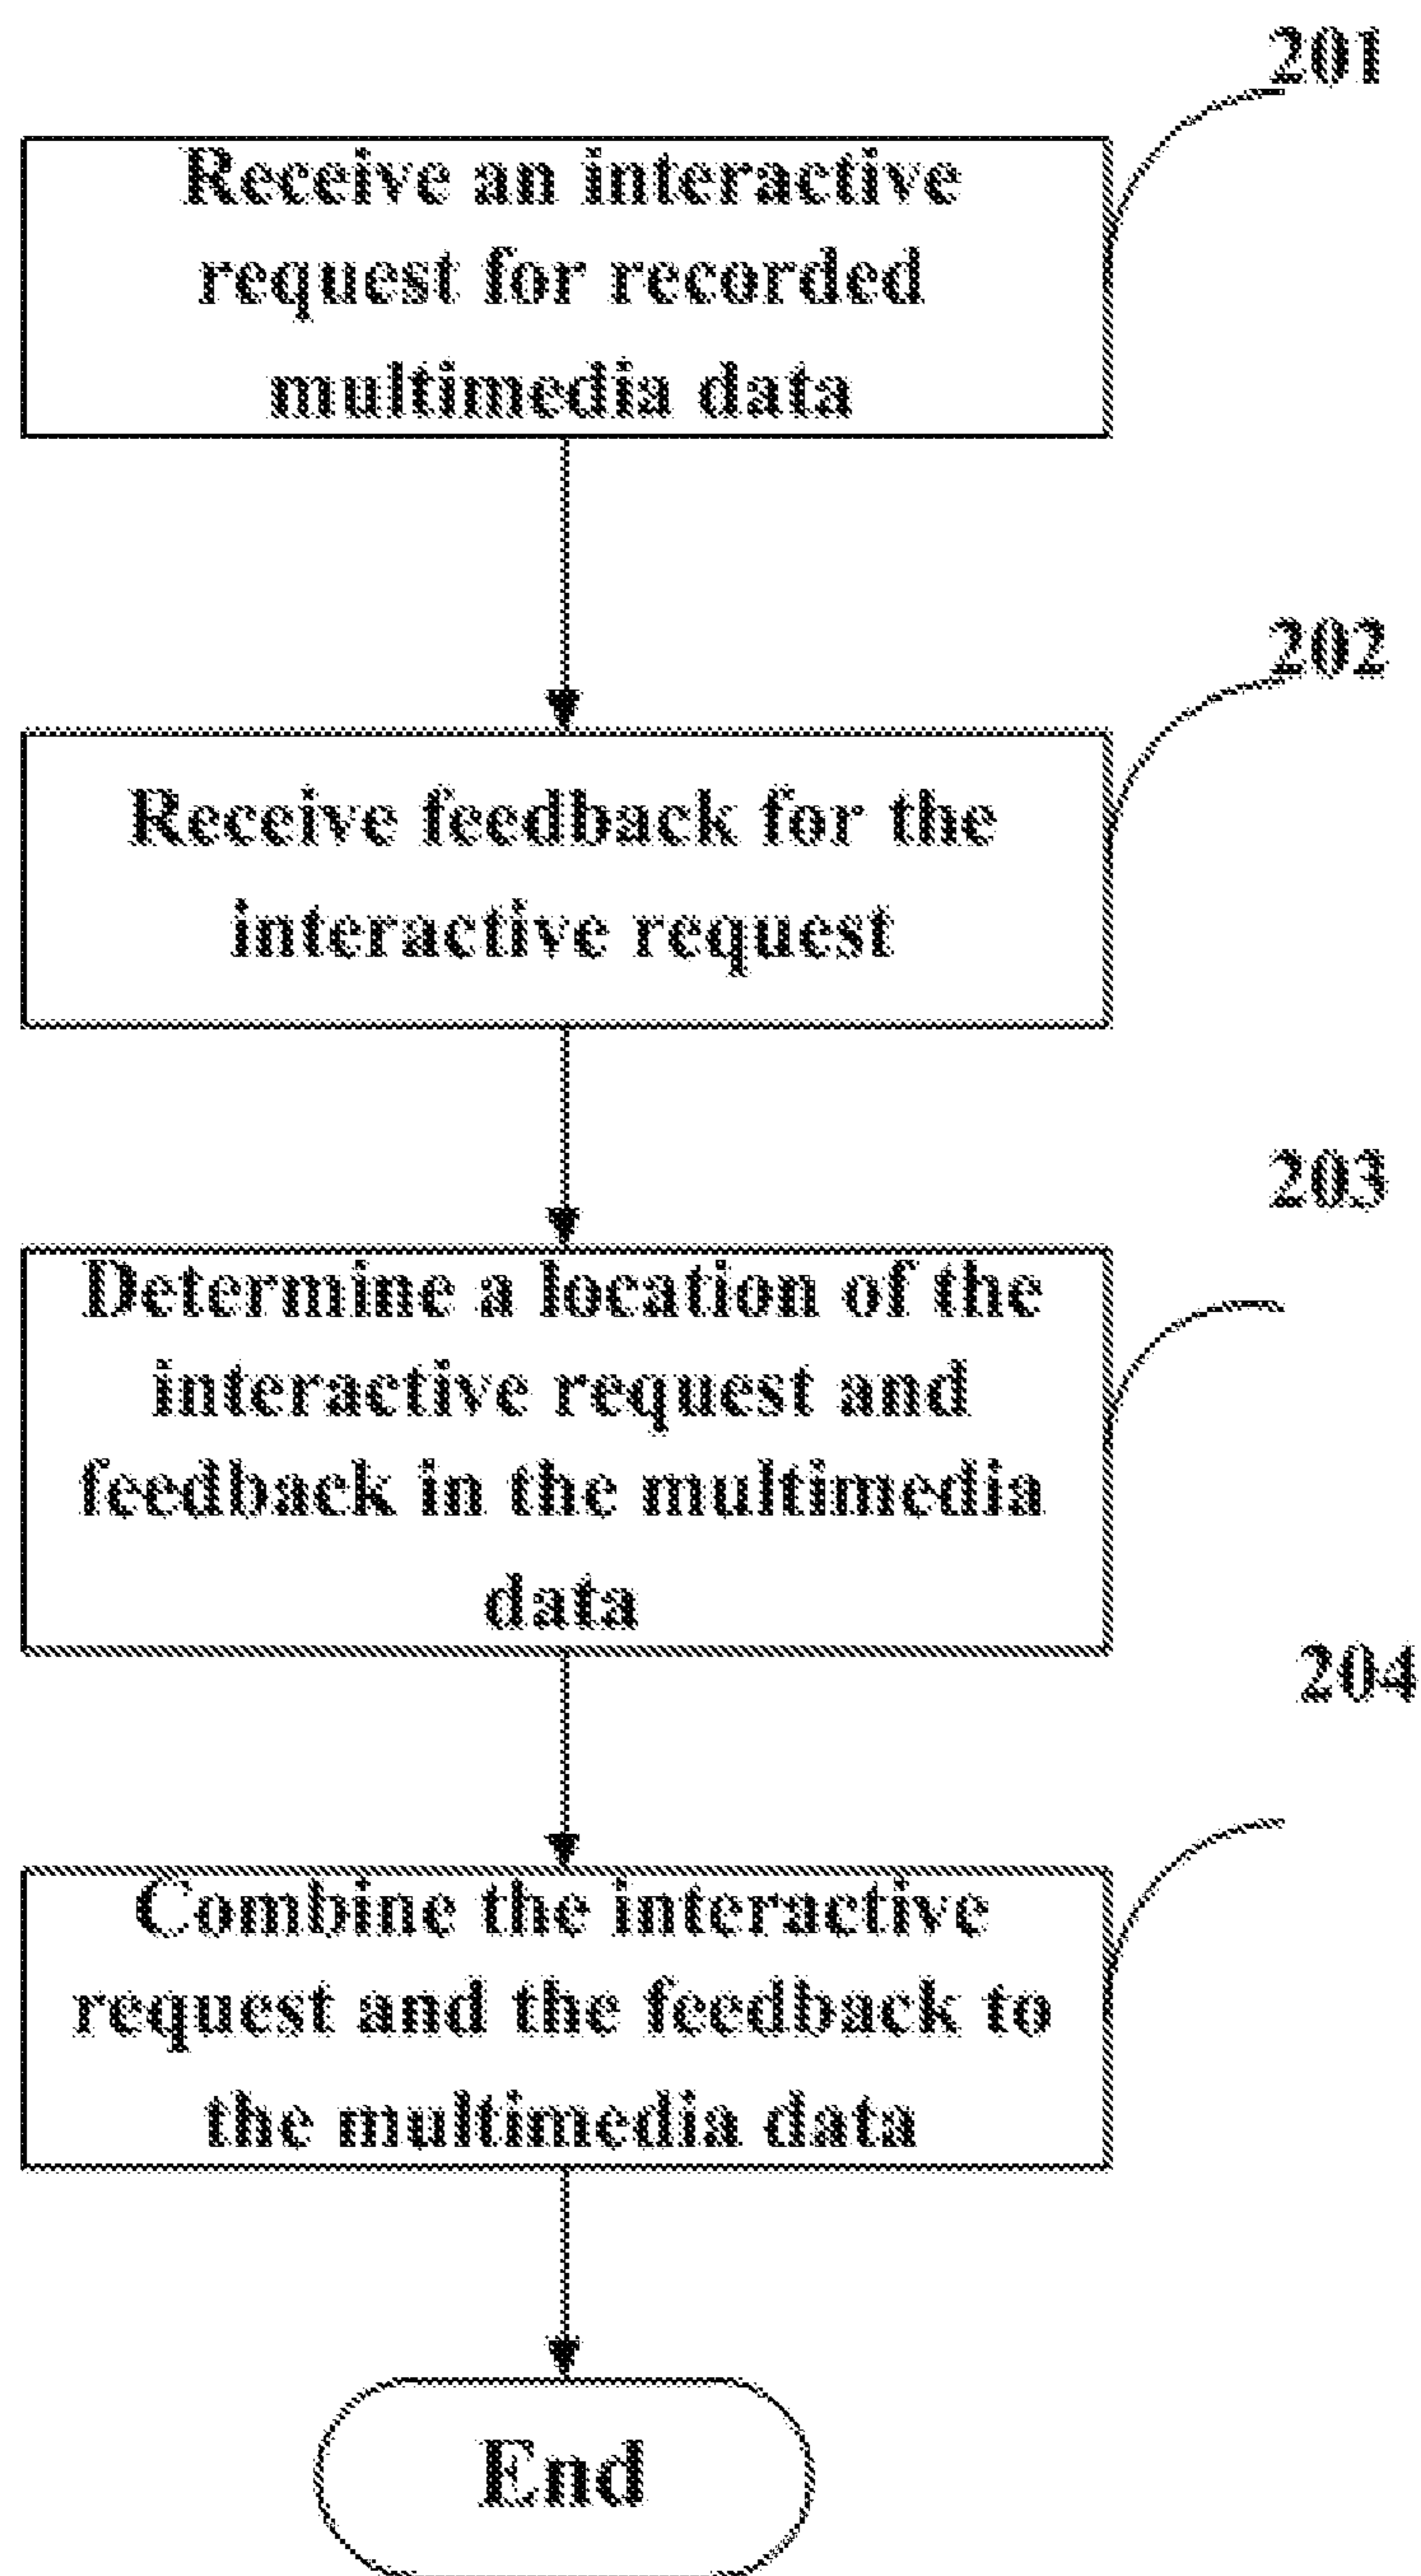 201
Receive an interactive
request for recorded
multimedia data
202
Receive feedback for the
interactive request
203
Determine a location of the
interactive request and
feedback in the multimedia
data
204
Combine the interactive
request and the feedback to
the multimedia data
End